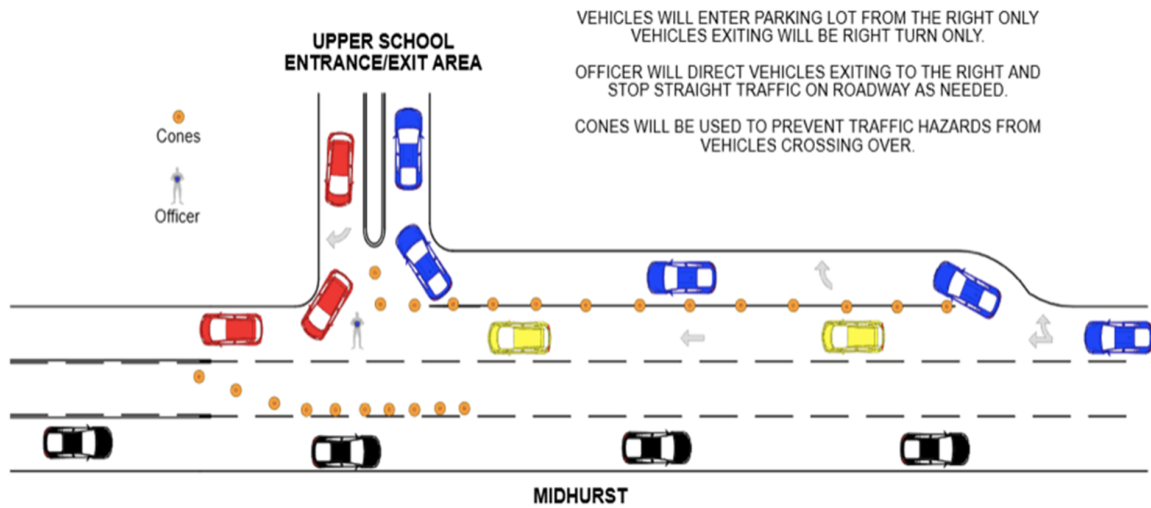 VEHICLES WILL ENTER PARKING LOT FROM THE RIGHT ONLY
VEHICLES EXITING WILL BE RIGHT TURN ONLY.
OFFICER WILL DIRECT VEHICLES EXITING TO THE RIGHT AND
STOP STRAIGHT TRAFFIC ON ROADWAY AS NEEDED.
CONES WILL BE USED TO PREVENT TRAFFIC HAZARDS FROM
VEHICLES CROSSING OVER.
UPPER SCHOOL
ENTRANCE/EXIT AREA
Cones
Officer
MIDHURST